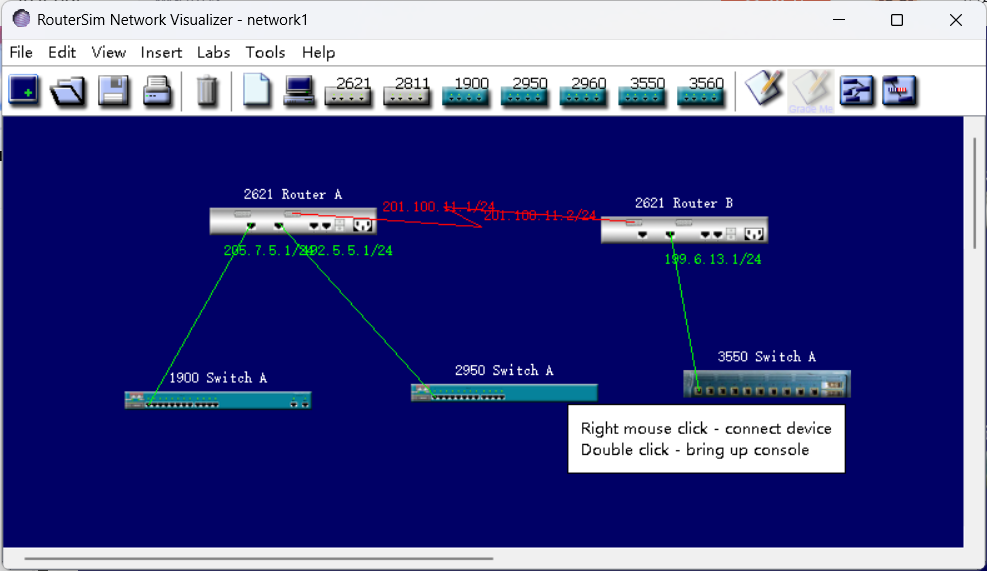 RouterSim Network Visualizer - network1
File Edit View Insert Labs Tools Help
2621 2811 1900 2950 2960 3550 3560
Grade Me
2621 Router A
2621 Router B
201.100.11.1/24
201.100.11.2/24
205.7.5.1/24
192.5.5.1/24
199.6.13.1/24
1900 Switch A
2950 Switch A
3550 Switch A
Right mouse click - connect device
Double click - bring up console